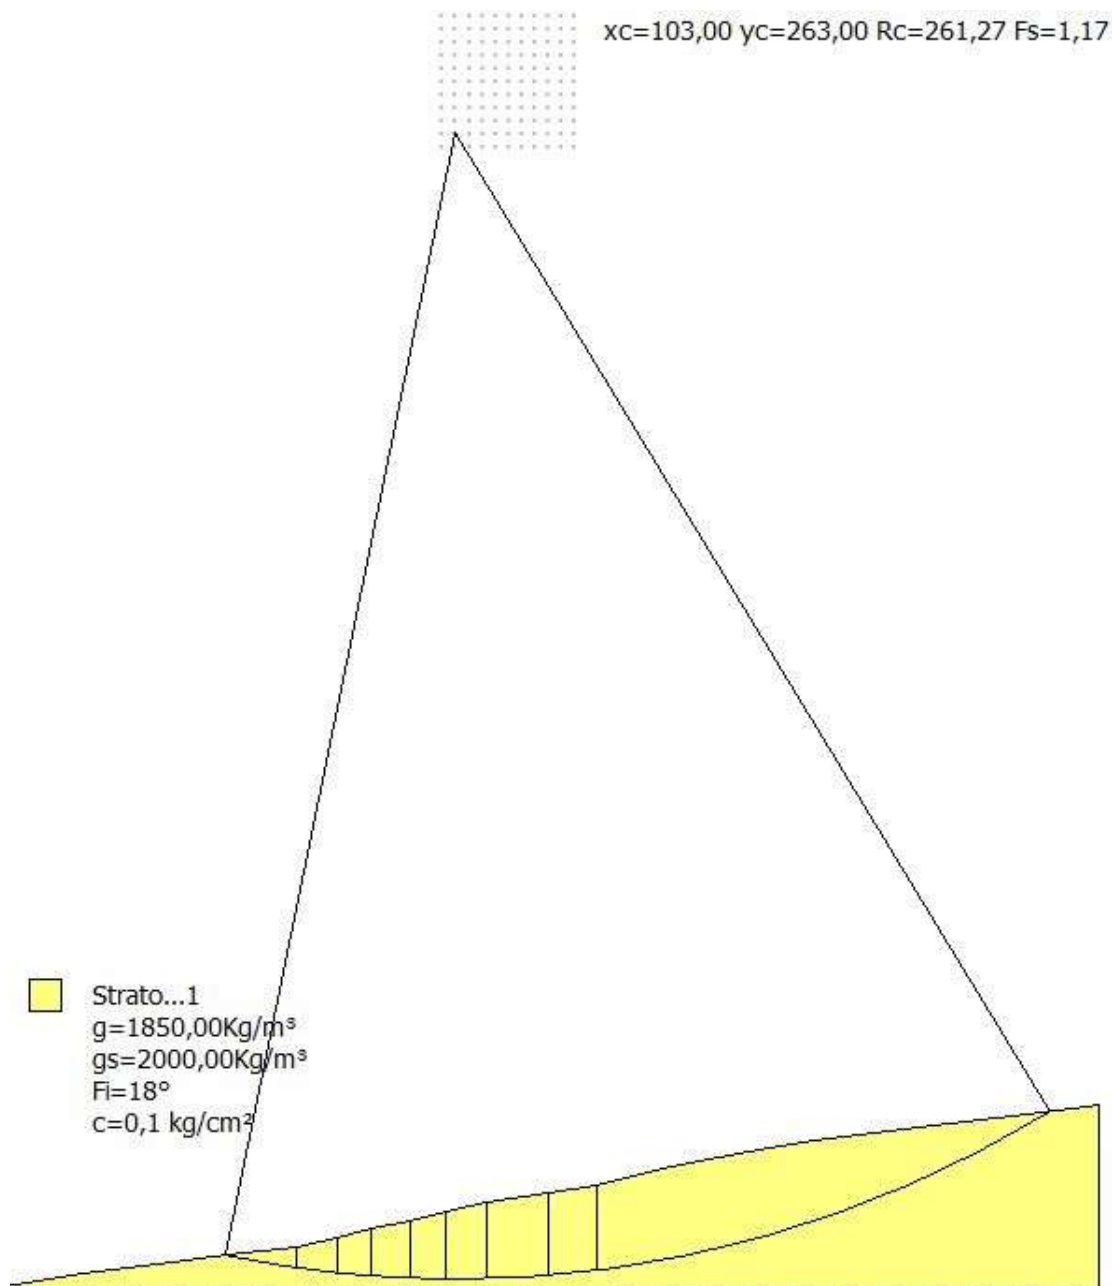 xc=103,00 yc=263,00 Rc=261,27 Fs=1,17
Strato...1
g=1850,00Kg/m³
gs=2000,00Kg/m³
Fi=18°
c=0,1 kg/cm²